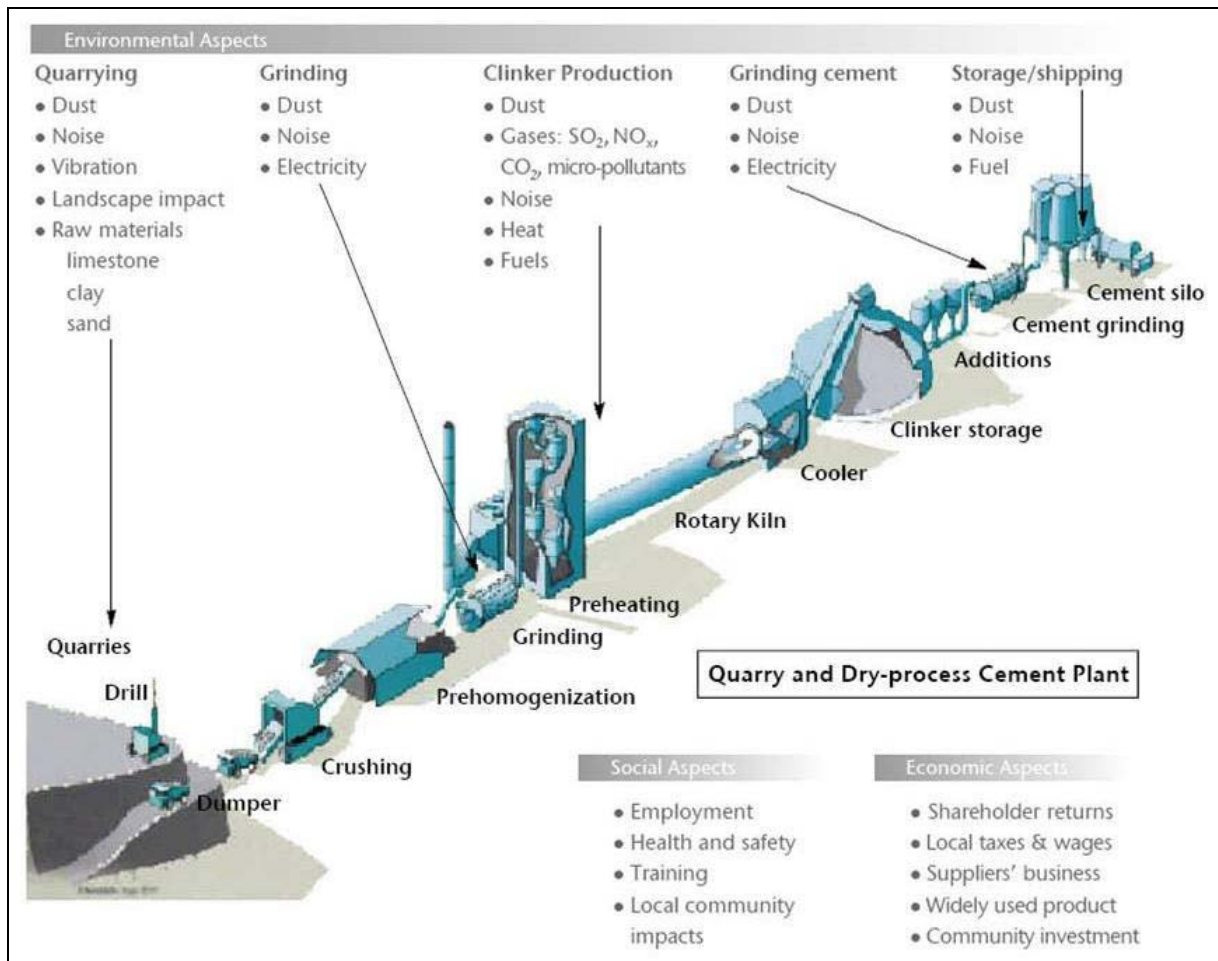 Environmental Aspects
Quarrying
• Dust
• Noise
• Vibration
• Landscape impact
• Raw materials
limestone
clay
sand
Grinding
• Dust
• Noise
• Electricity
Clinker Production
• Dust
• Gases: SO₂, NOₓ,
CO₂, micro-pollutants
• Noise
• Heat
• Fuels
Grinding cement
• Dust
• Noise
• Electricity
Storage/shipping
• Dust
• Noise
• Fuel
Cement silo
Cement grinding
Additions
Clinker storage
Cooler
Rotary Kiln
Preheating
Grinding
Prehomogenization
Crushing
Quarries
Drill
Dumper
Quarry and Dry-process Cement Plant
Social Aspects
• Employment
• Health and safety
• Training
• Local community
impacts
Economic Aspects
• Shareholder returns
• Local taxes & wages
• Suppliers’ business
• Widely used product
• Community investment